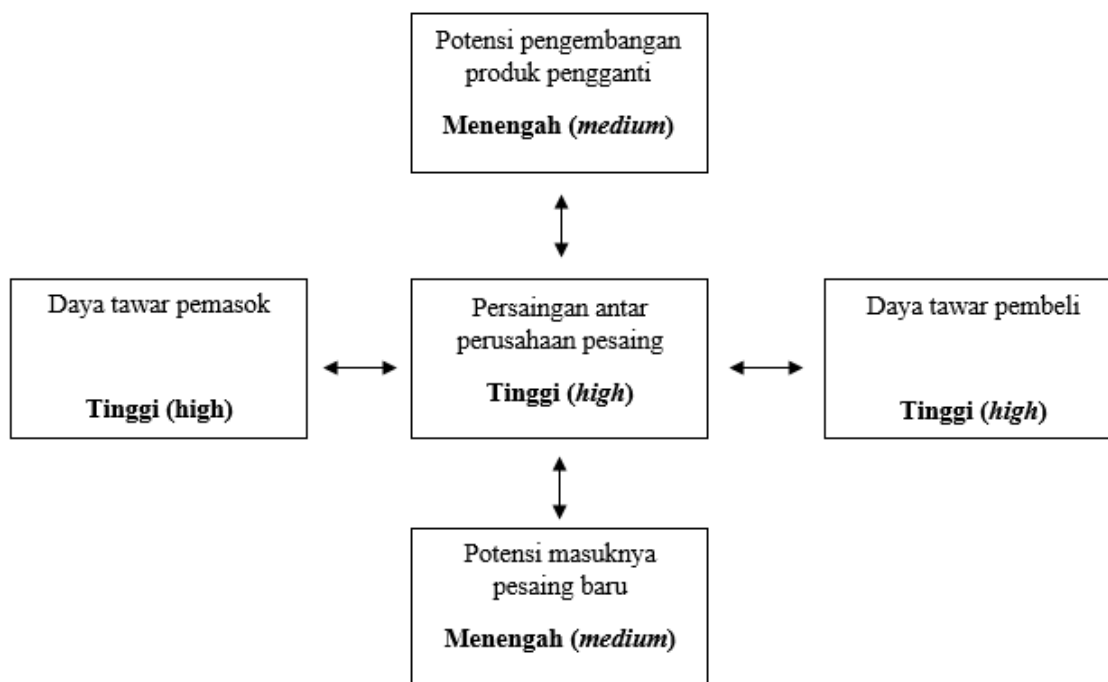 Potensi pengembangan
produk pengganti
Menengah (medium)
Daya tawar pemasok
Tinggi (high)
Persaingan antar
perusahaan pesaing
Tinggi (high)
Daya tawar pembeli
Tinggi (high)
Potensi masuknya
pesaing baru
Menengah (medium)